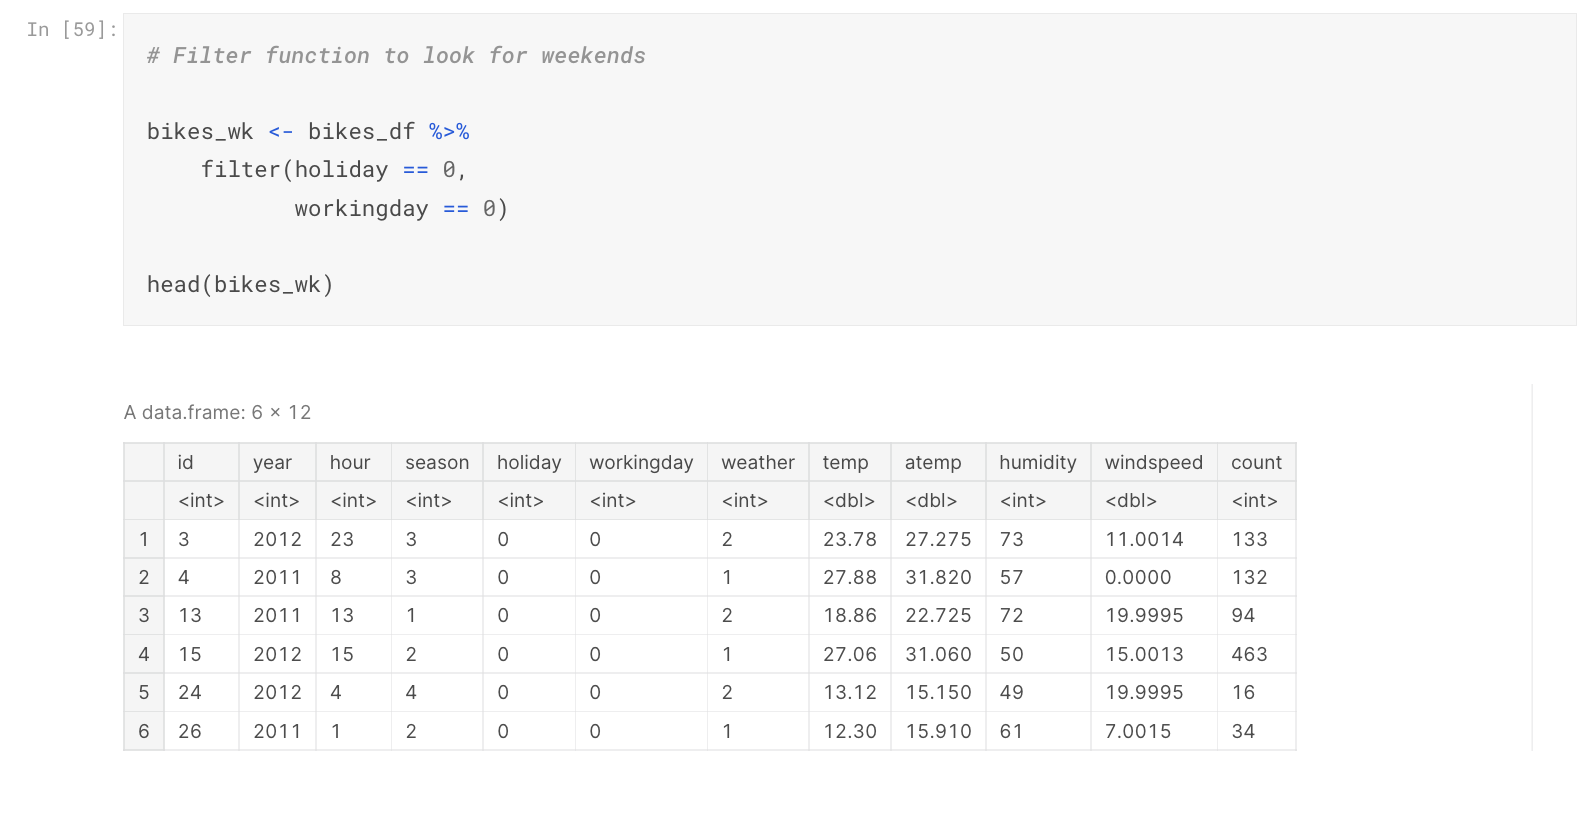 In [59]:
# Filter function to look for weekends
bikes_wk <- bikes_df %>%
filter(holiday == 0,
workingday == 0)
head(bikes_wk)
A data.frame: 6 × 12
id year hour season holiday workingday weather temp atemp humidity windspeed count
<int> <int> <int> <int> <int> <int> <int> <dbl> <dbl> <int> <dbl> <int>
1 3 2012 23 3 0 0 2 23.78 27.275 73 11.0014 133
2 4 2011 8 3 0 0 1 27.88 31.820 57 0.0000 132
3 13 2011 13 1 0 0 2 18.86 22.725 72 19.9995 94
4 15 2012 15 2 0 0 1 27.06 31.060 50 15.0013 463
5 24 2012 4 4 0 0 2 13.12 15.150 49 19.9995 16
6 26 2011 1 2 0 0 1 12.30 15.910 61 7.0015 34